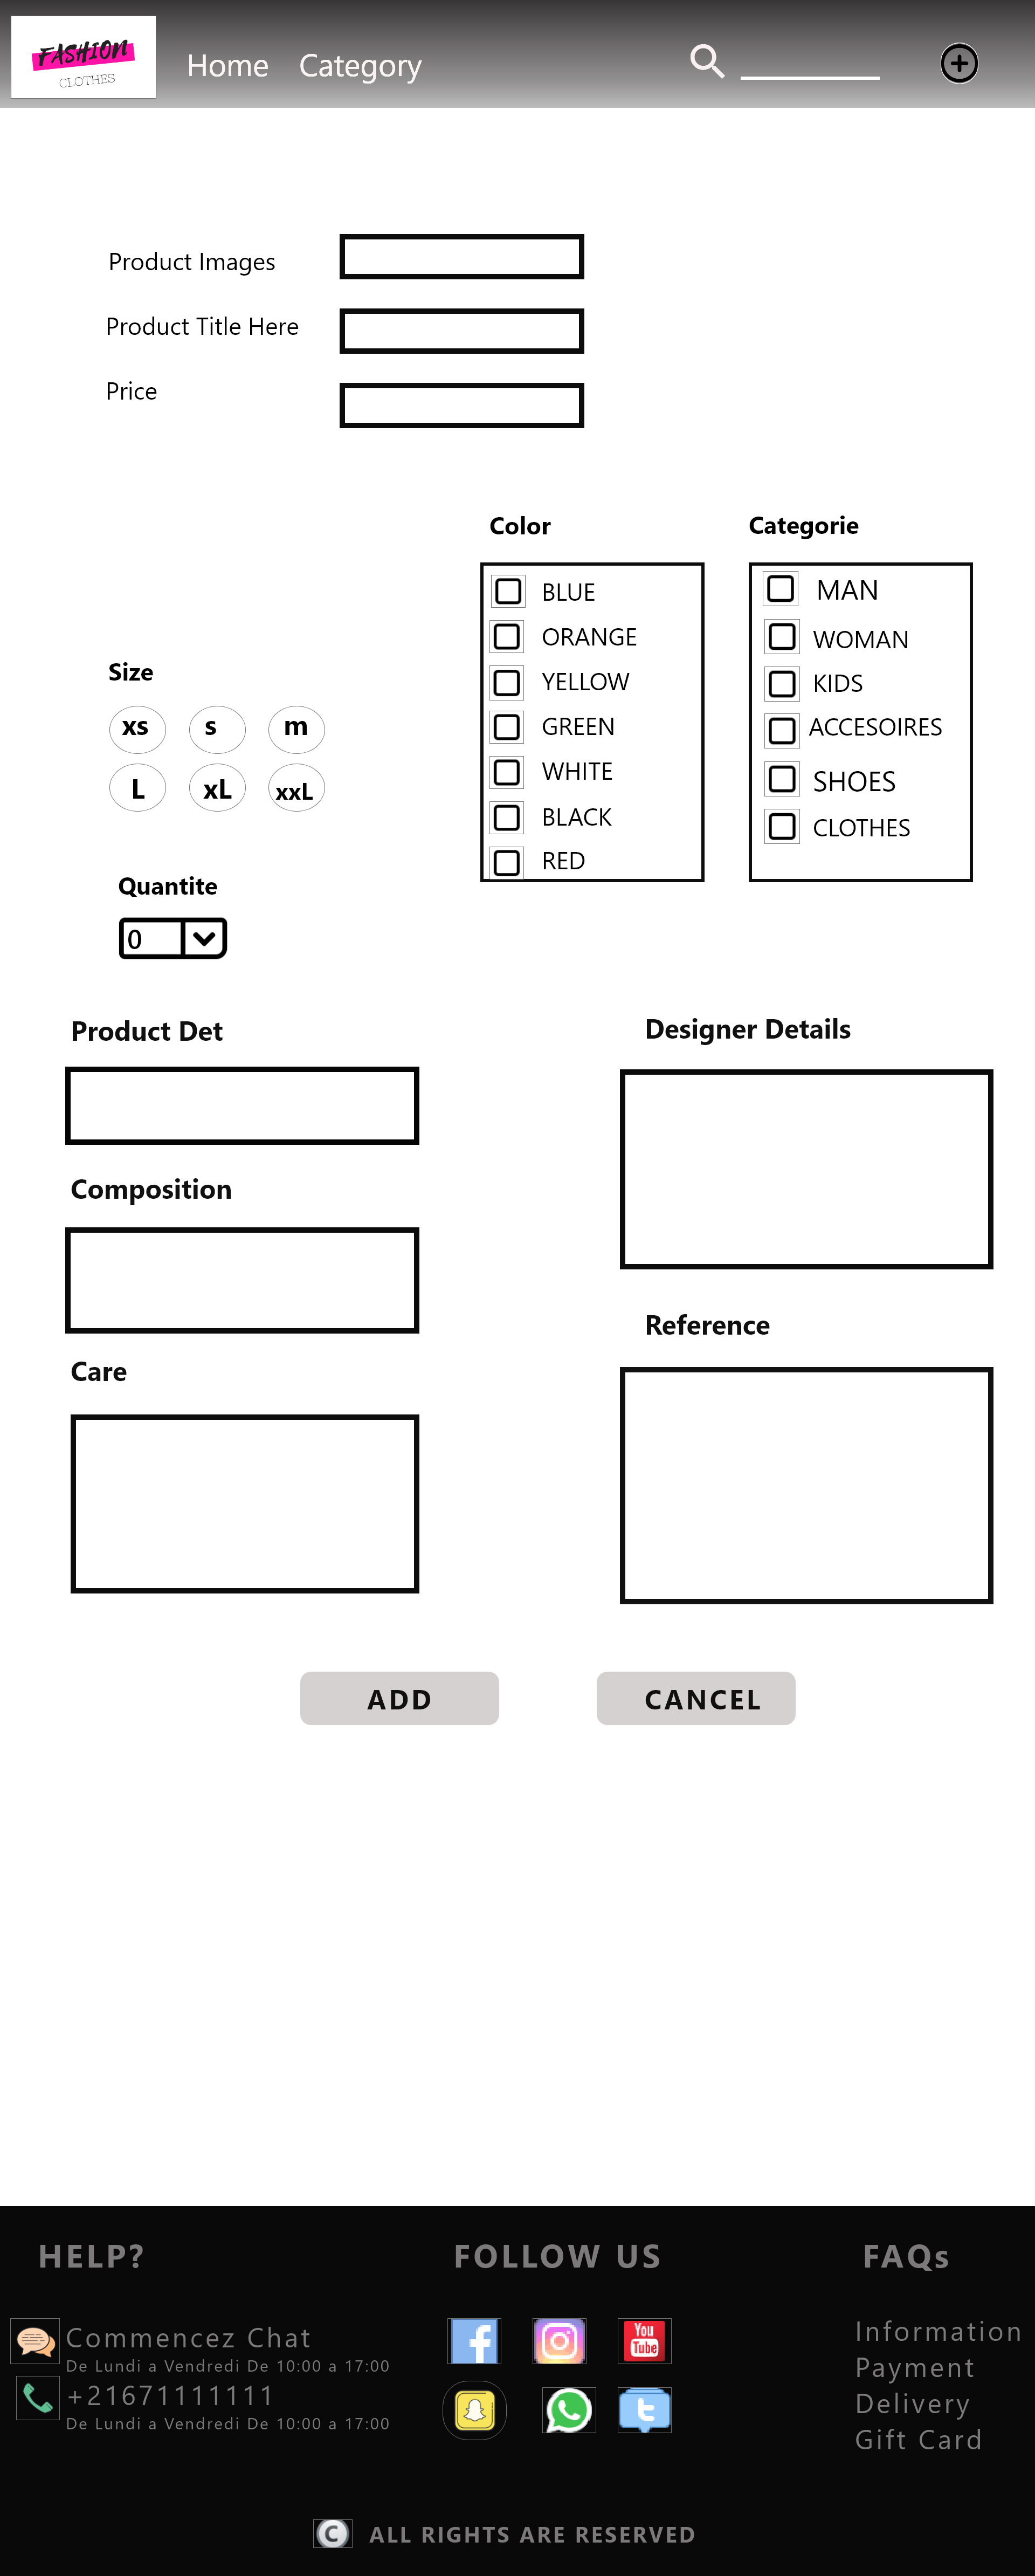 FASHION
CLOTHES
Home
Category
Product Images
Product Title Here
Price
Color
Categorie
BLUE
ORANGE
YELLOW
GREEN
WHITE
BLACK
RED
MAN
WOMAN
KIDS
ACCESOIRES
SHOES
CLOTHES
Size
xs
s
m
L
xL
xxL
Quantite
0
Product Det
Designer Details
Composition
Reference
Care
ADD
CANCEL
HELP?
Commencez Chat
De Lundi a Vendredi De 10:00 a 17:00
+21671111111
De Lundi a Vendredi De 10:00 a 17:00
FOLLOW US
f
You
Tube
t
FAQs
Information
Payment
Delivery
Gift Card
C ALL RIGHTS ARE RESERVED